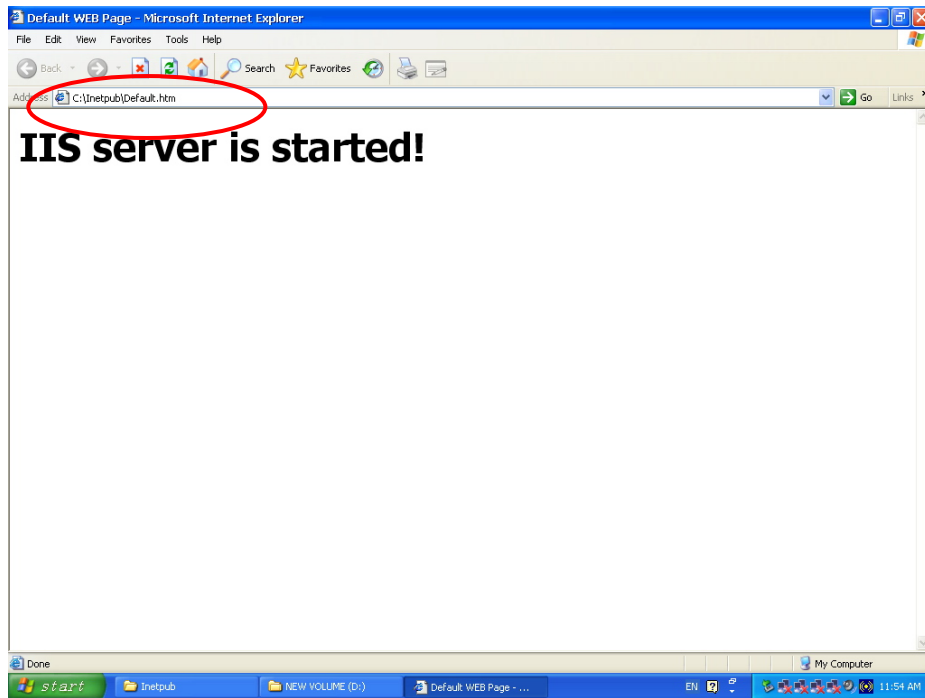 Default WEB Page - Microsoft Internet Explorer
File Edit View Favorites Tools Help
Back Search Favorites
Address C:\Inetpub\Default.htm Go Links
IIS server is started!
Done My Computer
start Inetpub NEW VOLUME (D:) Default WEB Page - ... EN 11:54 AM